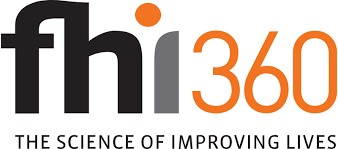 fhi360
THE SCIENCE OF IMPROVING LIVES